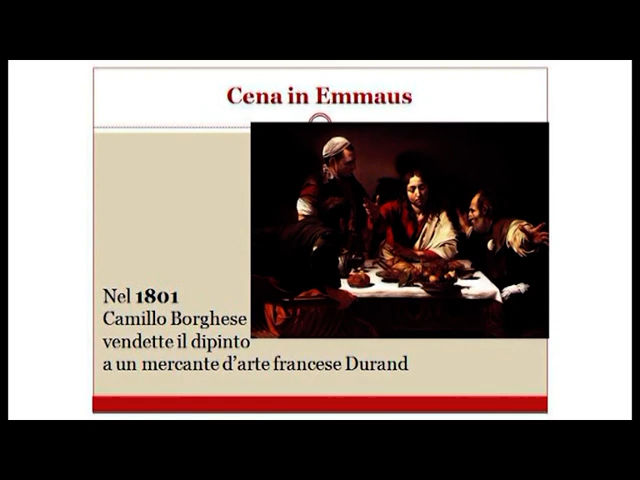 Cena in Emmaus
Nel 1801
Camillo Borghese
vendette il dipinto
a un mercante d’arte francese Durand